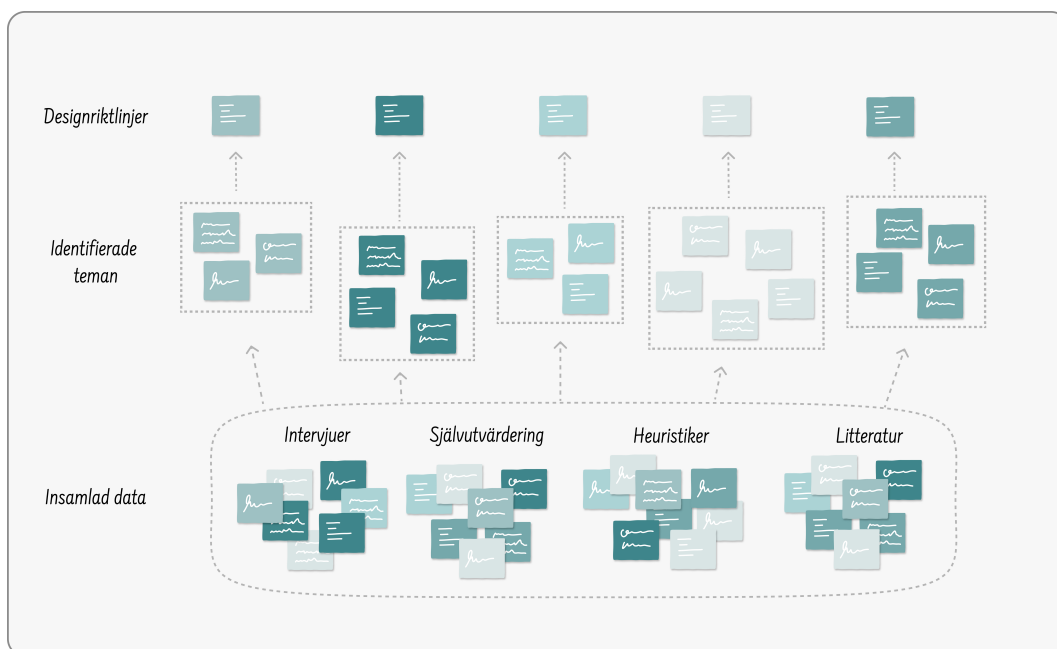 Designriktlinjer
Identifierade
teman
Intervjuer
Självutvärdering
Heuristiker
Litteratur
Insamlad data